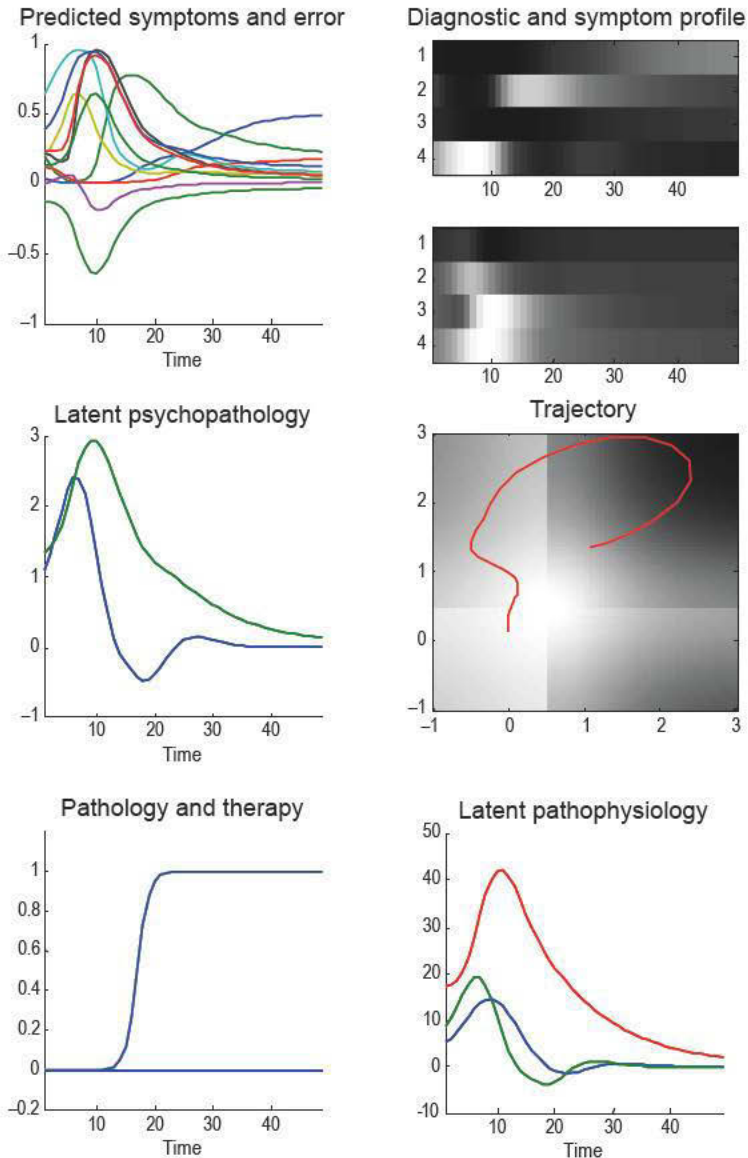 Predicted symptoms and error
1
0.5
0
–0.5
–1
10 20 30 40
Time
Diagnostic and symptom profile
1
2
3
4
10 20 30 40
1
2
3
4
10 20 30 40
Latent psychopathology
3
2
1
0
–1
10 20 30 40
Time
Trajectory
3
2
1
0
–1
–1 0 1 2 3
Pathology and therapy
1
0.8
0.6
0.4
0.2
0
–0.2
10 20 30 40
Time
Latent pathophysiology
50
40
30
20
10
0
-10
10 20 30 40
Time